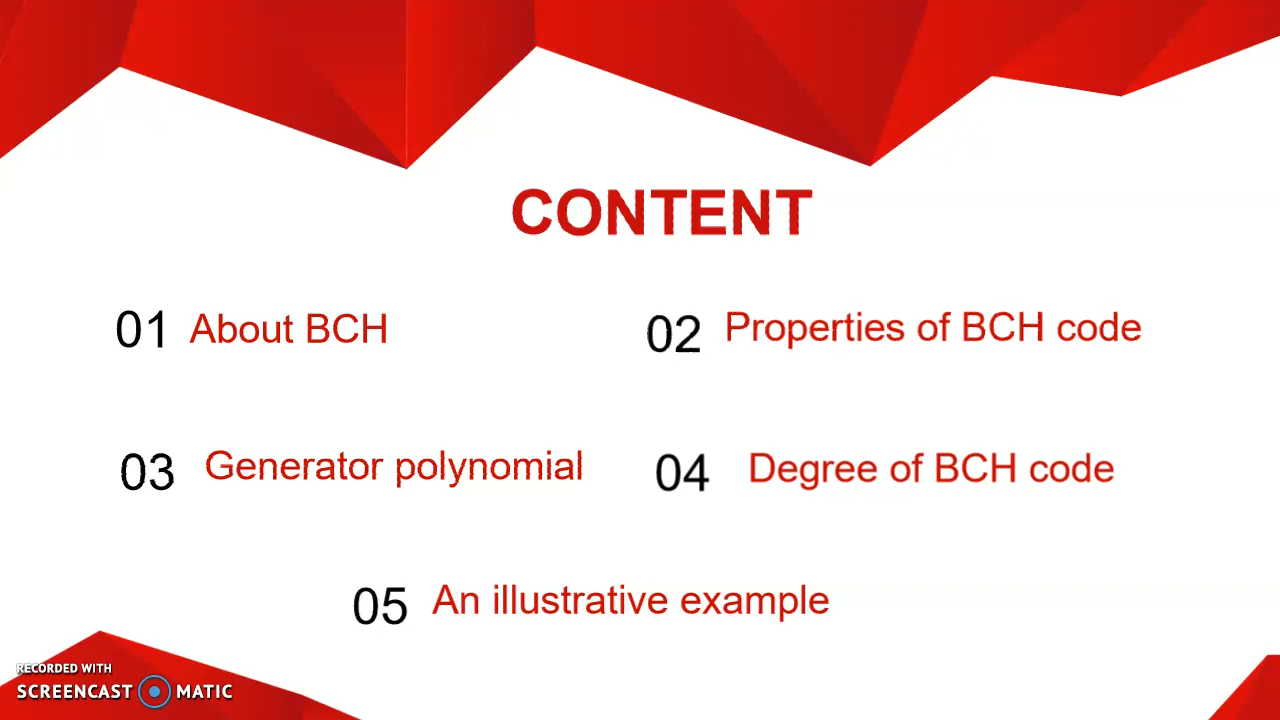 CONTENT
01 About BCH
02 Properties of BCH code
03 Generator polynomial
04 Degree of BCH code
05 An illustrative example
RECORDED WITH
SCREENCAST MATIC